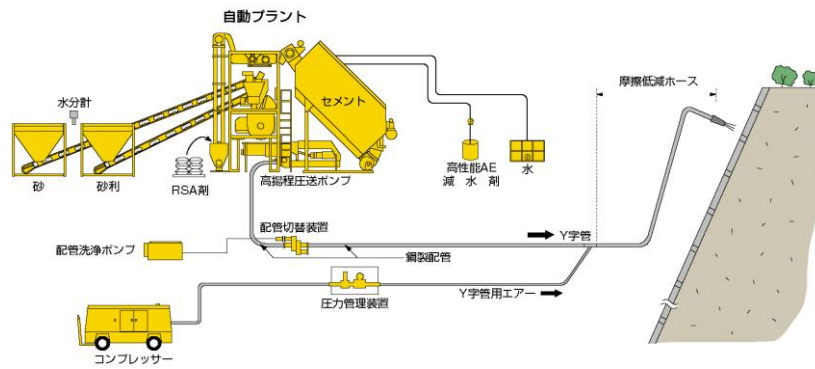 自動プラント
摩擦低減ホース
水分計
セメント
砂
砂利
RSA剤
高揚程圧送ポンプ
高性能AE
減水剤
水
配管切替装置
Y字管
配管洗浄ポンプ
鋼製配管
圧力管理装置
Y字管用エアー
コンプレッサー